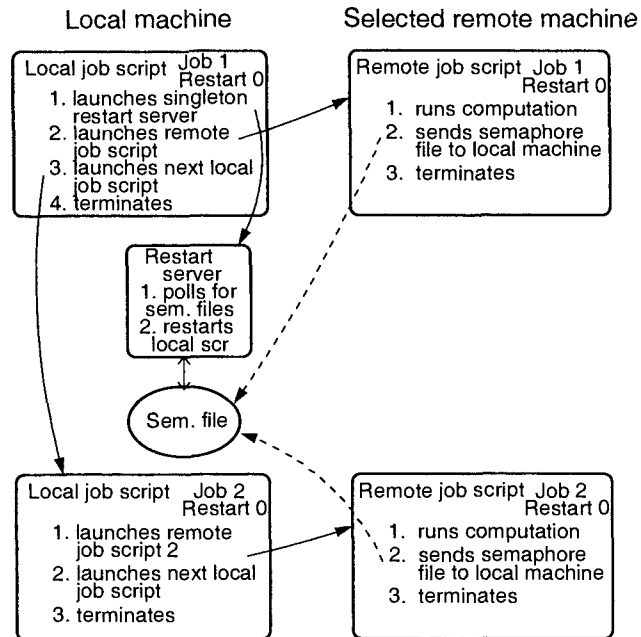 Local machine
Selected remote machine
Local job script Job 1
Restart 0
1. launches singleton
restart server
2. launches remote
job script
3. launches next local
job script
4. terminates
Remote job script Job 1
Restart 0
1. runs computation
2. sends semaphore
file to local machine
3. terminates
Restart
server
1. polls for
sem. files
2. restarts
local scr
Sem. file
Local job script Job 2
Restart 0
1. launches remote
job script 2
2. launches next local
job script
3. terminates
Remote job script Job 2
Restart 0
1. runs computation
2. sends semaphore
file to local machine
3. terminates